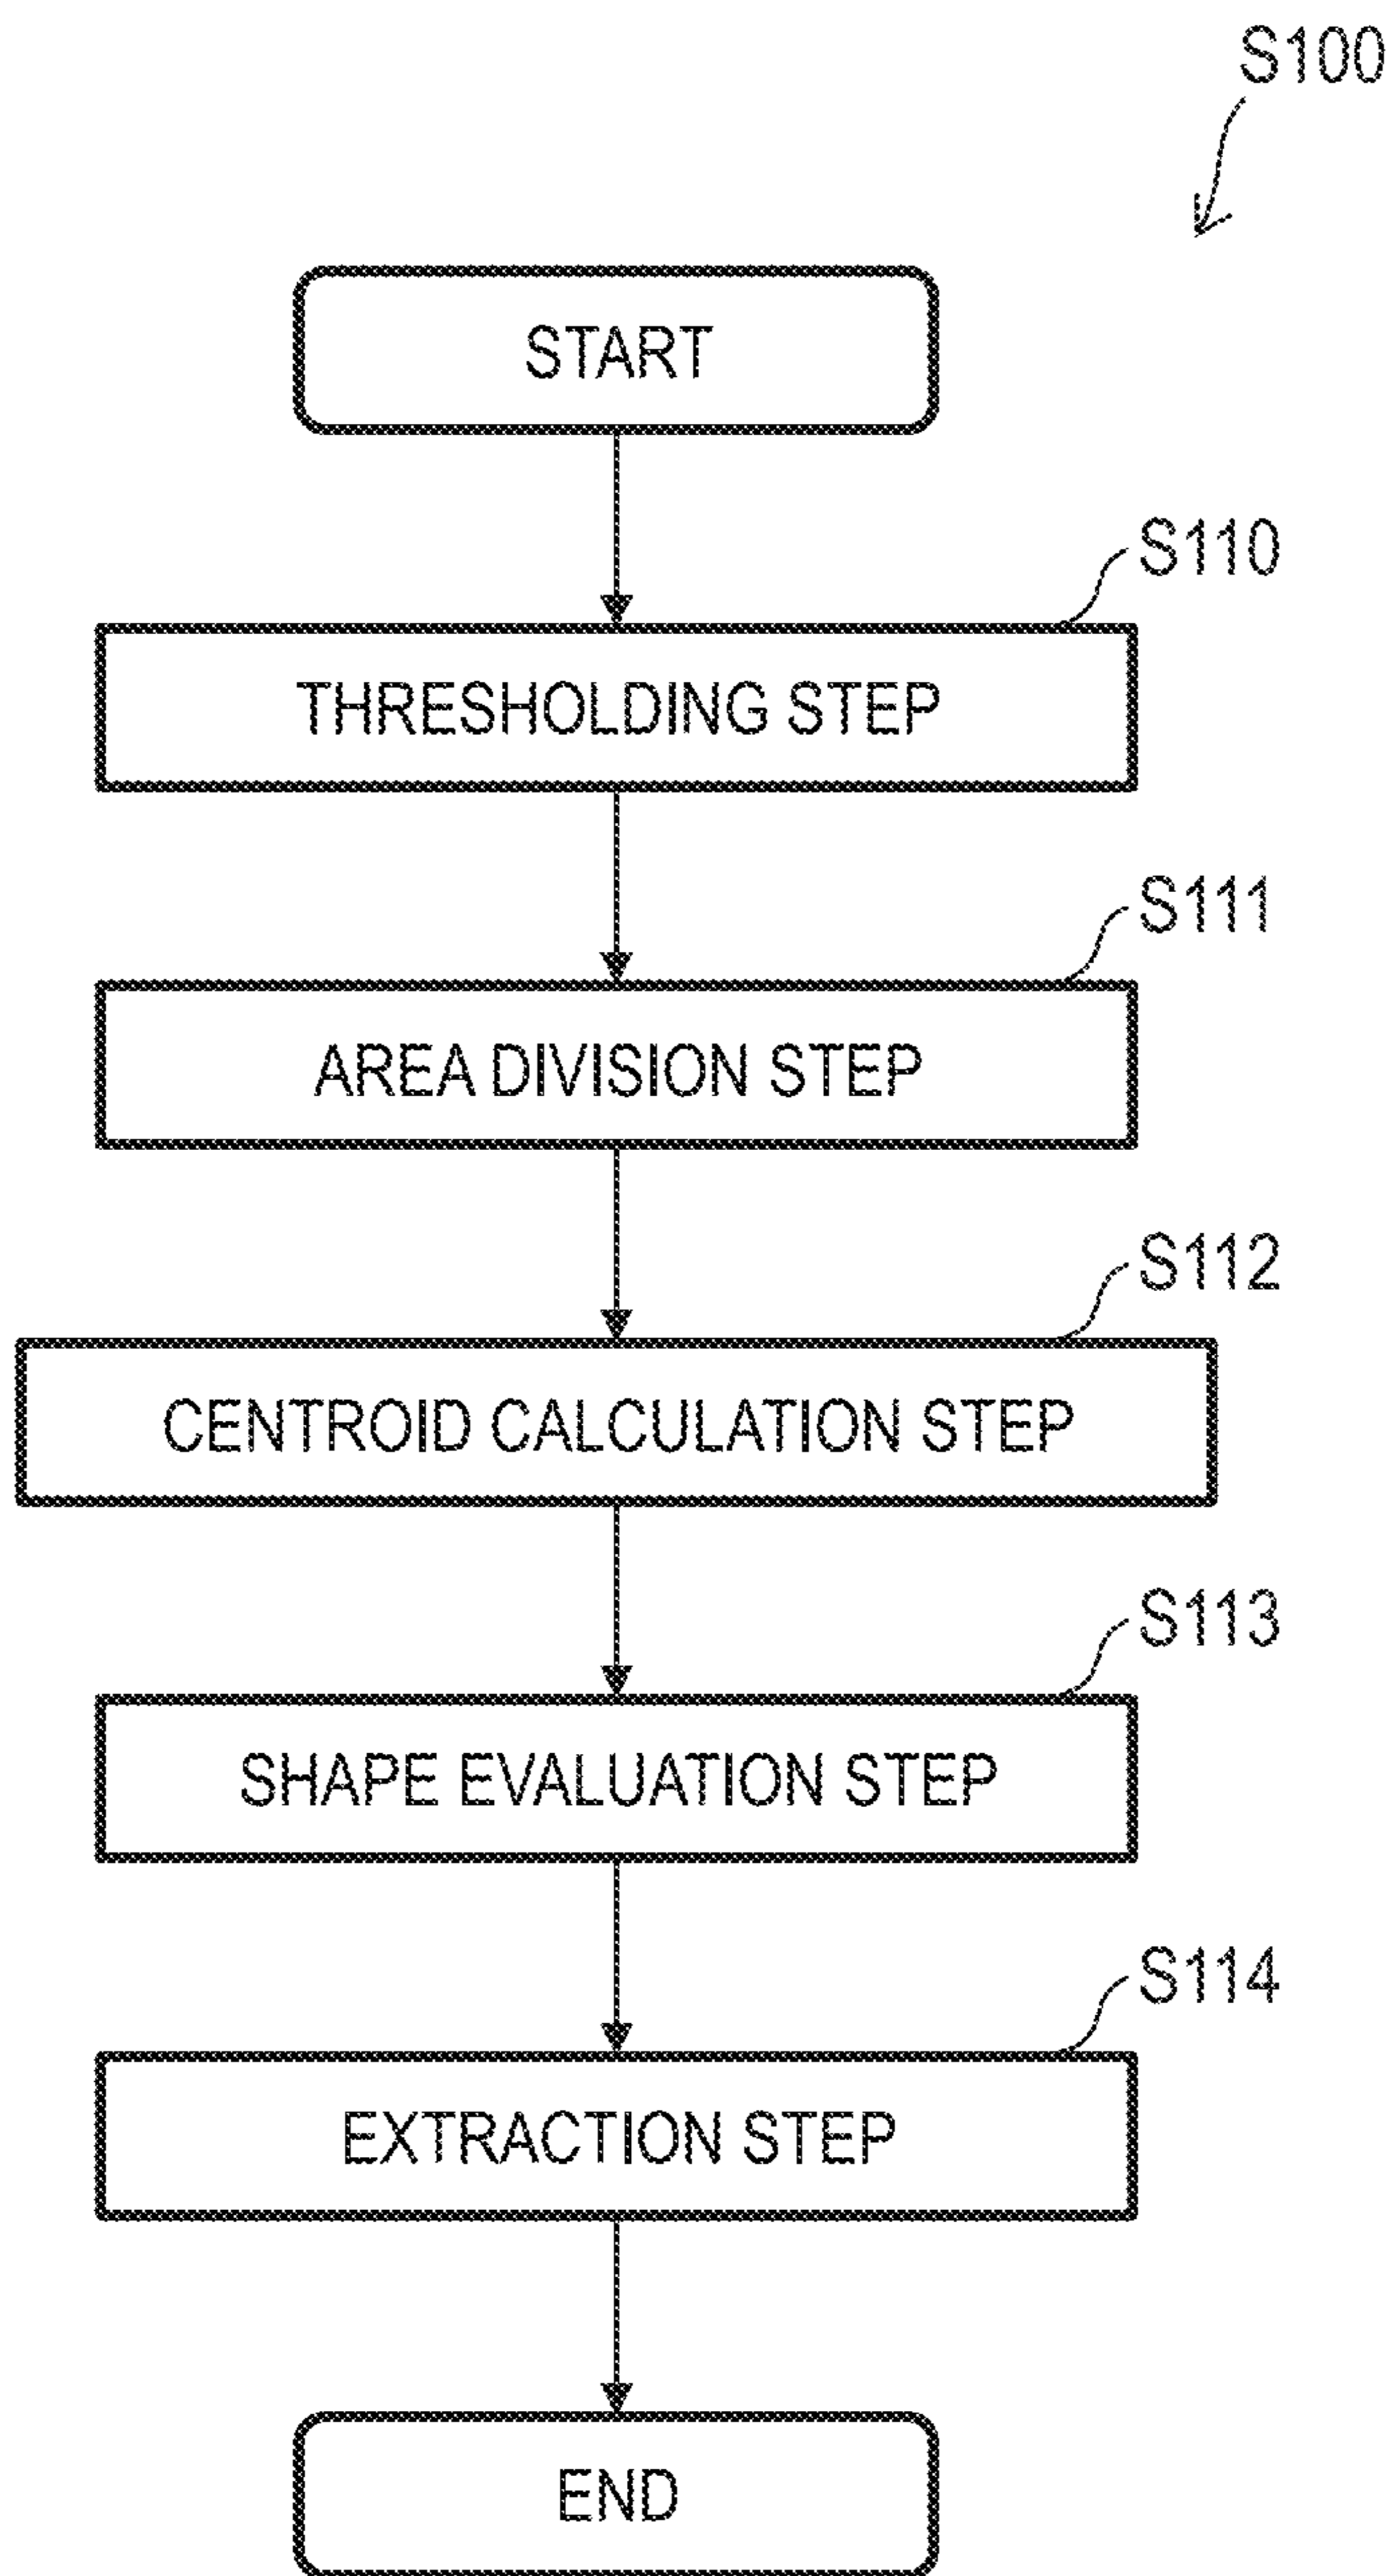 S100
START
S110
THRESHOLDING STEP
S111
AREA DIVISION STEP
S112
CENTROID CALCULATION STEP
S113
SHAPE EVALUATION STEP
S114
EXTRACTION STEP
END